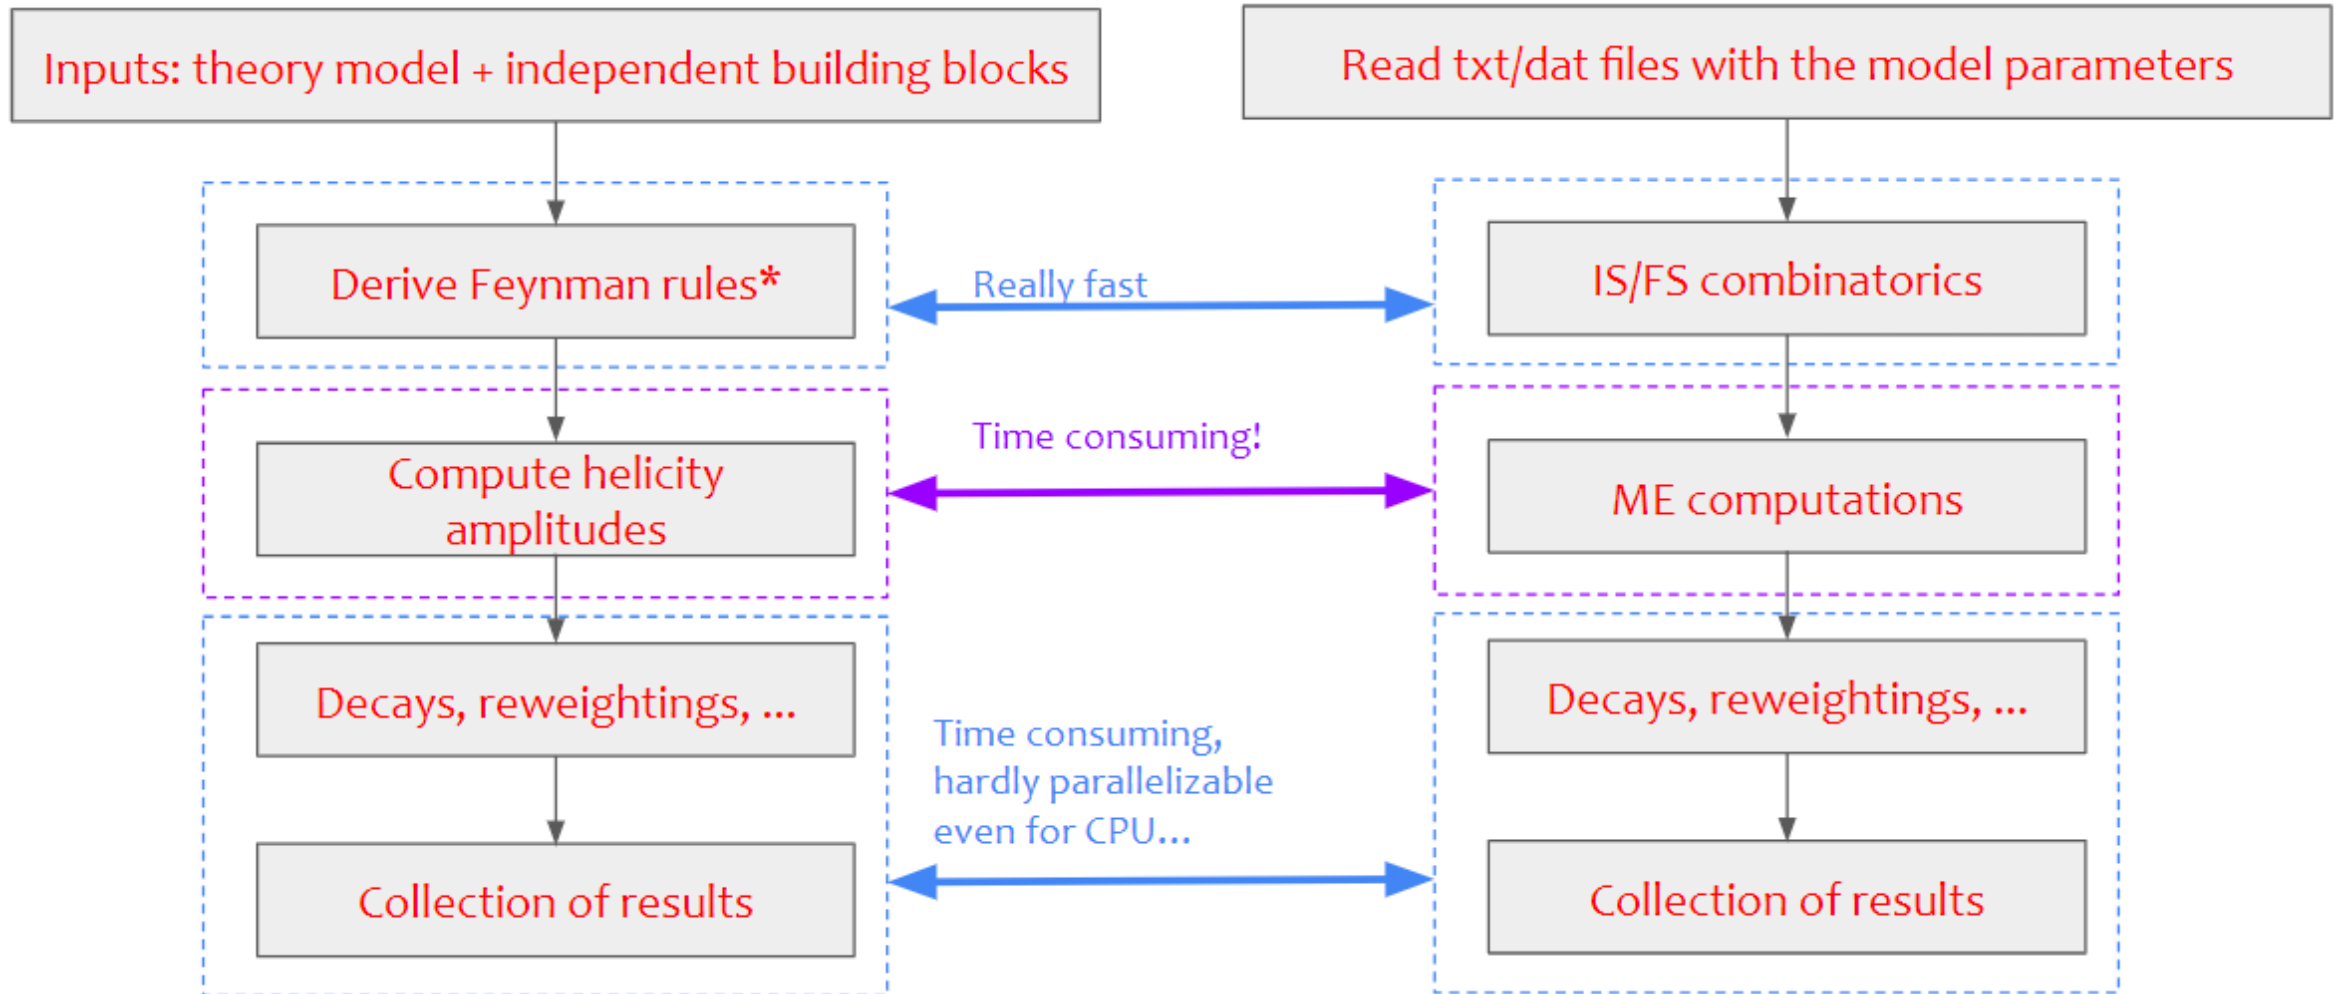 Inputs: theory model + independent building blocks
Read txt/dat files with the model parameters
Derive Feynman rules*
Really fast
IS/FS combinatorics
Compute helicity
amplitudes
Time consuming!
ME computations
Decays, reweightings, ...
Time consuming,
hardly parallelizable
even for CPU...
Decays, reweightings, ...
Collection of results
Collection of results